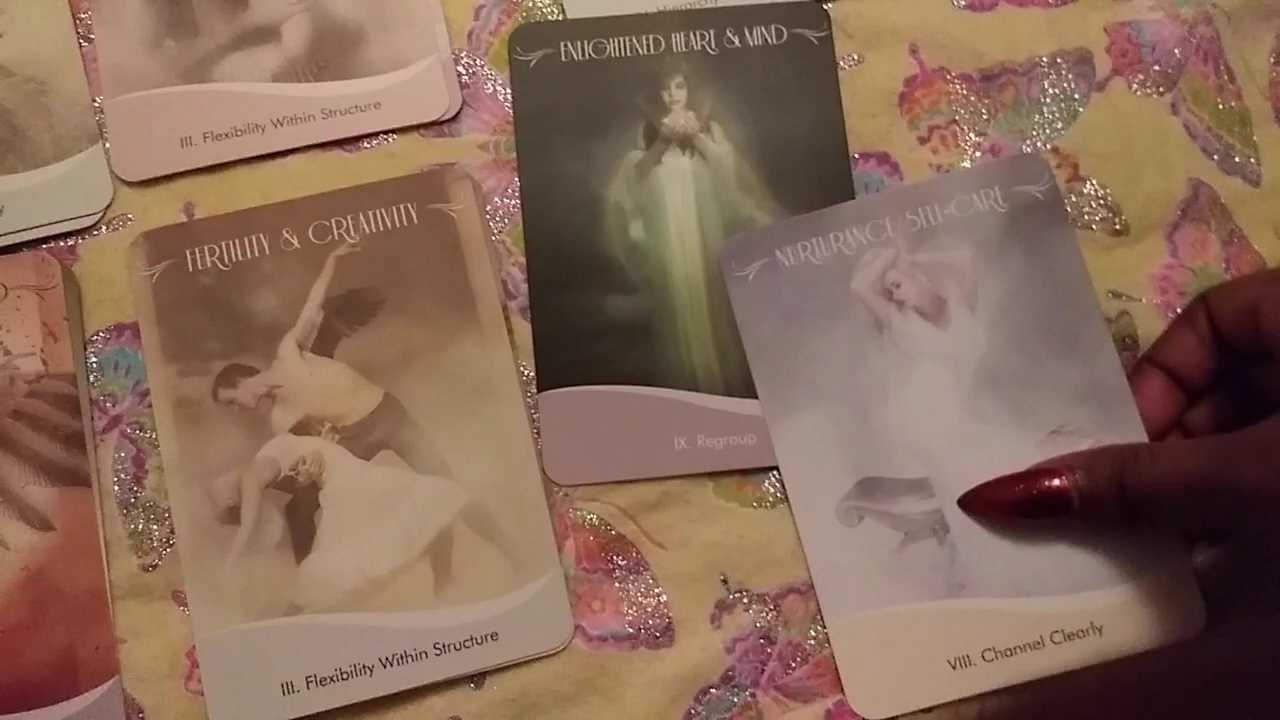 Hierarchy
III. Flexibility Within Structure
ENLIGHTENED HEART & MIND
FERTILITY & CREATIVITY
NURTURANCE/SELF-CARE
IX. Regroup
III. Flexibility Within Structure
VIII. Channel Clearly